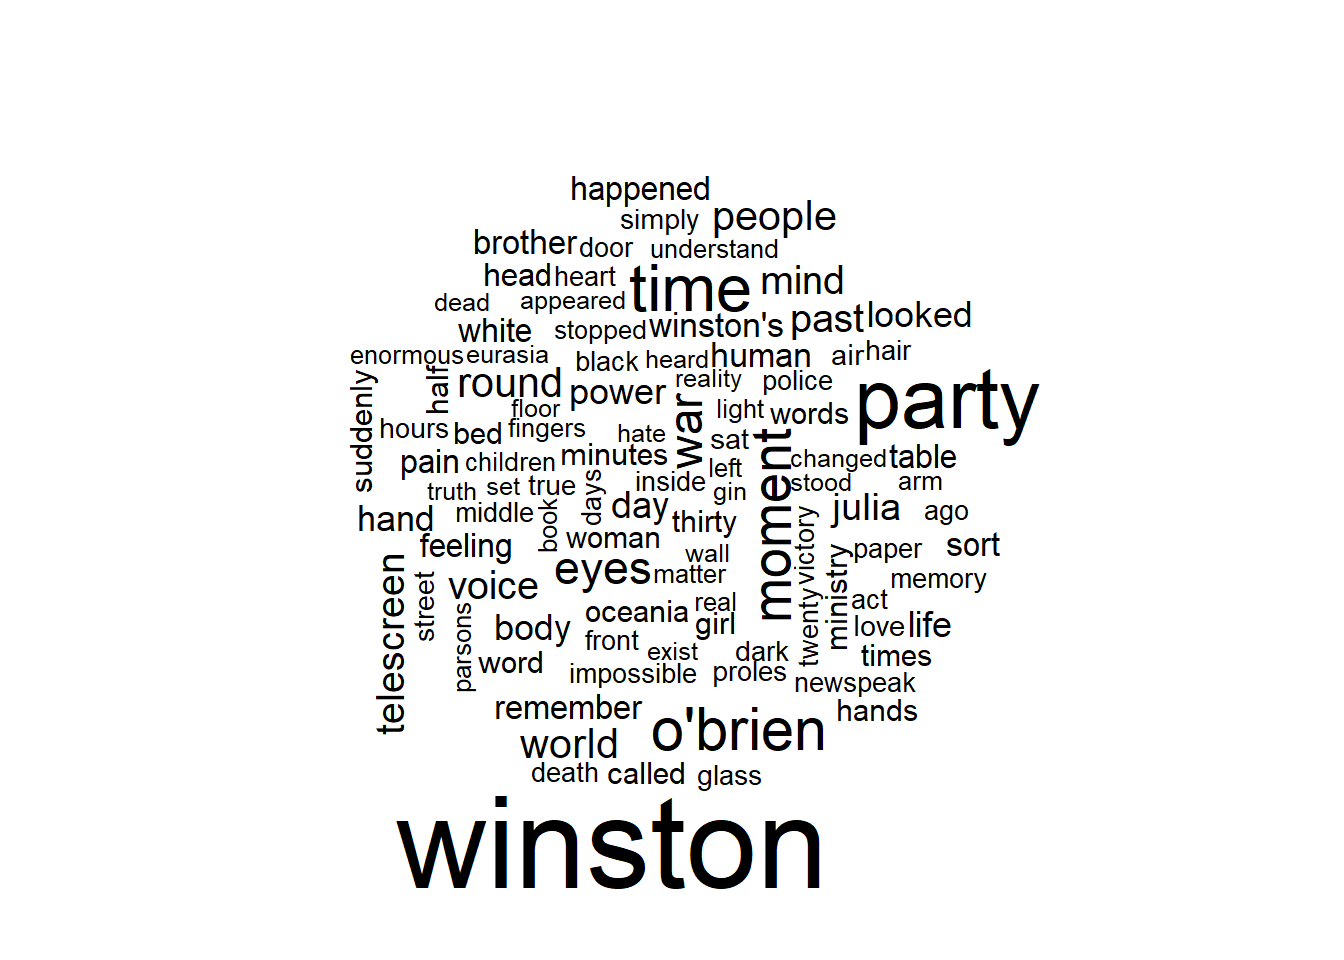 happened
simply people
brother door understand
head heart time mind
dead appeared
white stopped winston's past looked
enormous eurasia black heard human air hair
suddenly half round power reality police party
floor war light words
hours bed fingers hate sat moment
pain children minutes left changed table
truth set true days inside gin stood arm
hand middle book day thirty julia ago
feeling woman wall victory paper sort
telescreen street voice eyes matter ministry memory
parsons body oceania real girl twenty act love life
front
word impossible exist dark proles times
newspeak
remember o'brien hands
world
death called glass
winston